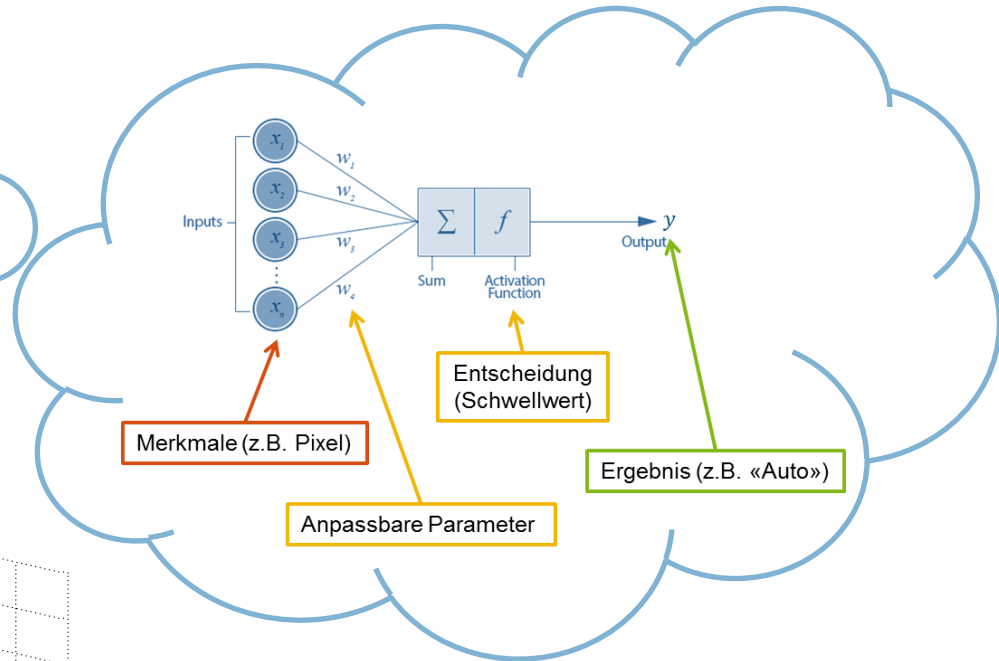 x1
w1
x2
w2
Inputs
x3
w3
⋮
xn
w4
∑ f
y
Output
Sum
Activation
Function
Entscheidung
(Schwellwert)
Merkmale (z.B. Pixel)
Ergebnis (z.B. «Auto»)
Anpassbare Parameter